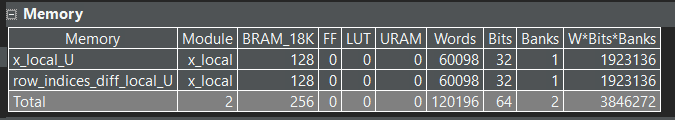 Memory
Memory Module BRAM_18K FF LUT URAM Words Bits Banks W*Bits*Banks
x_local_U x_local 128 0 0 0 60098 32 1 1923136
row_indices_diff_local_U x_local 128 0 0 0 60098 32 1 1923136
Total 2 256 0 0 0 120196 64 2 3846272